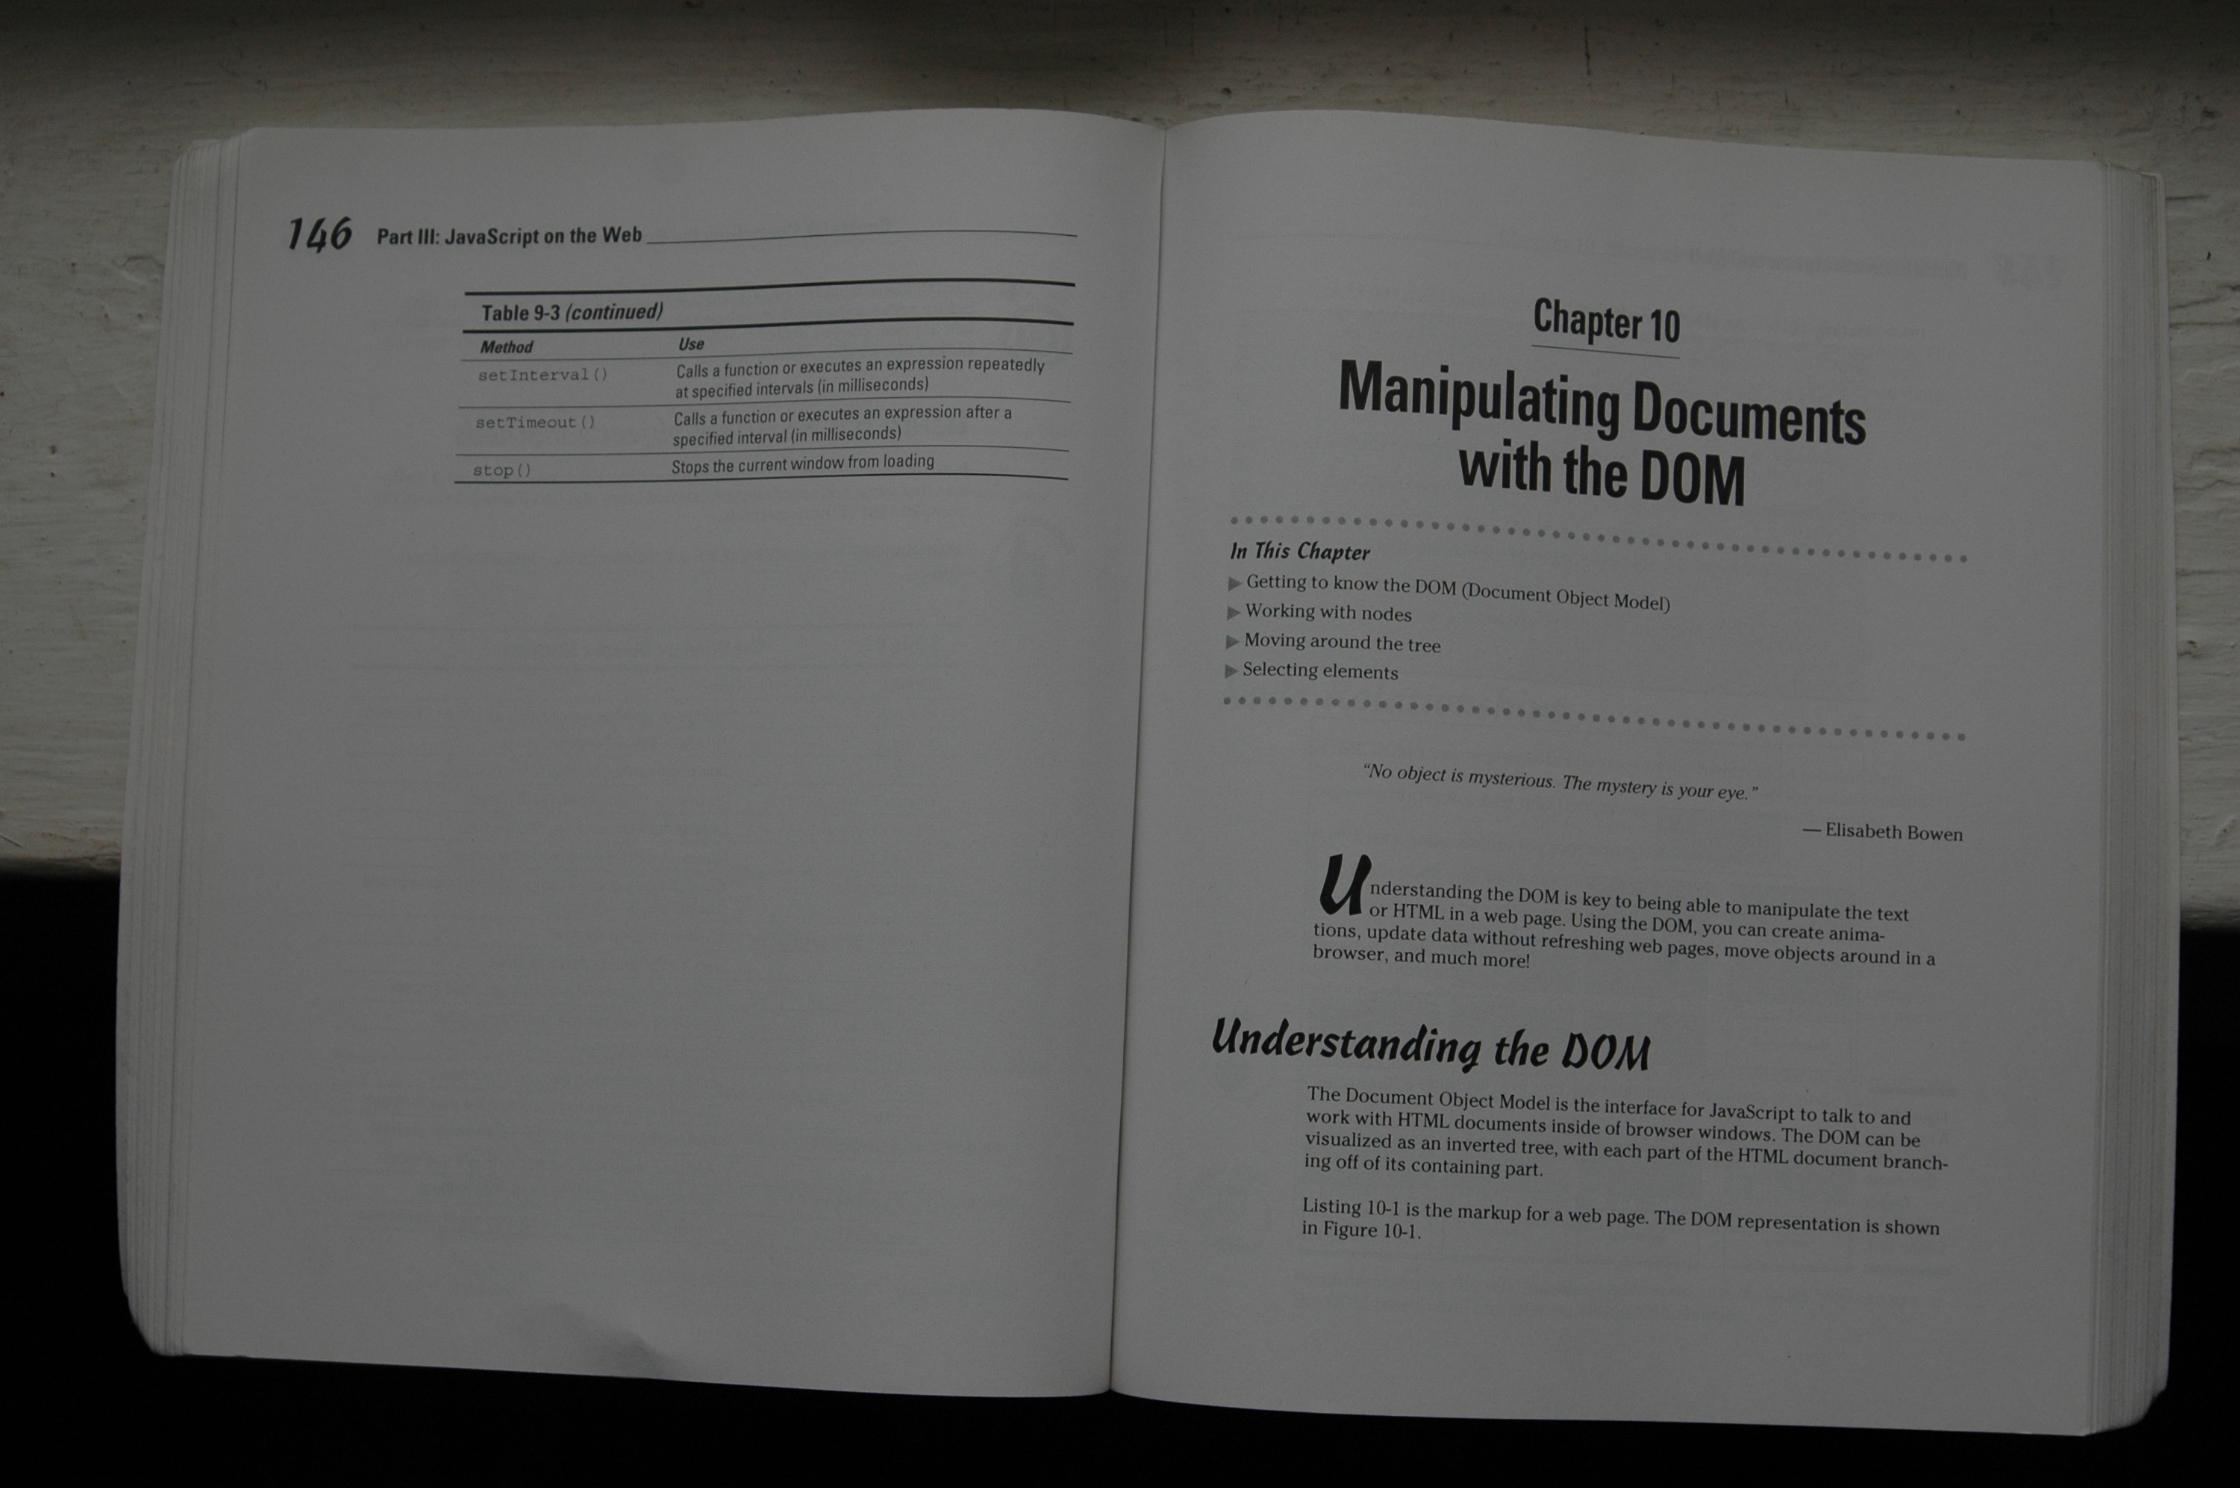 146 Part III: JavaScript on the Web
Table 9-3 (continued)
Method Use
setInterval() Calls a function or executes an expression repeatedly
at specified intervals (in milliseconds)
setTimeout() Calls a function or executes an expression after a
specified interval (in milliseconds)
stop() Stops the current window from loading
Chapter 10
Manipulating Documents
with the DOM
In This Chapter
▶ Getting to know the DOM (Document Object Model)
▶ Working with nodes
▶ Moving around the tree
▶ Selecting elements
“No object is mysterious. The mystery is your eye.”
— Elisabeth Bowen
Understanding the DOM is key to being able to manipulate the text
or HTML in a web page. Using the DOM, you can create anima-
tions, update data without refreshing web pages, move objects around in a
browser, and much more!
Understanding the DOM
The Document Object Model is the interface for JavaScript to talk to and
work with HTML documents inside of browser windows. The DOM can be
visualized as an inverted tree, with each part of the HTML document branch-
ing off of its containing part.
Listing 10-1 is the markup for a web page. The DOM representation is shown
in Figure 10-1.